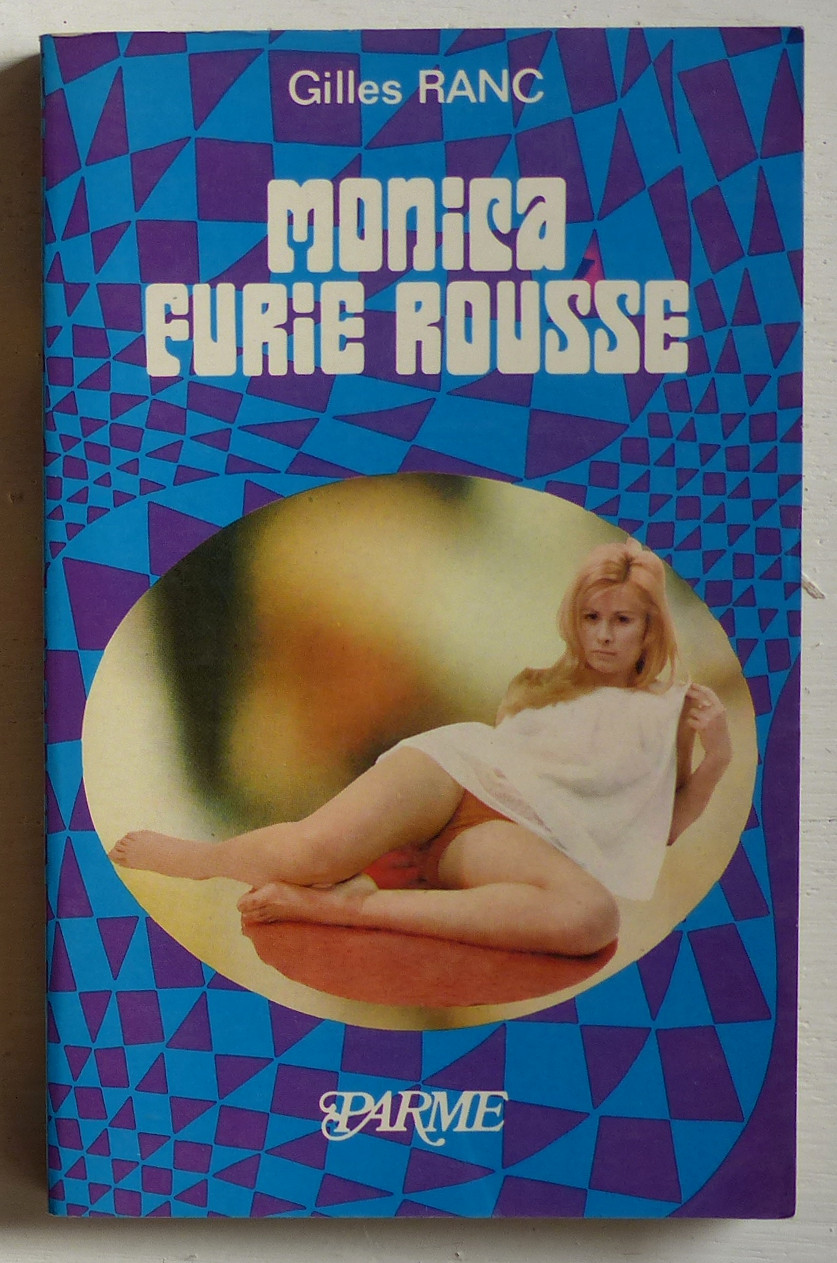 Gilles RANC
MONiCA
FURiE ROUSSE
PARME